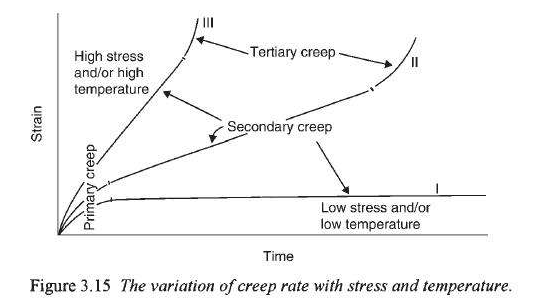 III
High stress
and/or high
temperature
Tertiary creep
II
Strain
Secondary creep
Primary creep
I
Low stress and/or
low temperature
Time
Figure 3.15 The variation of creep rate with stress and temperature.